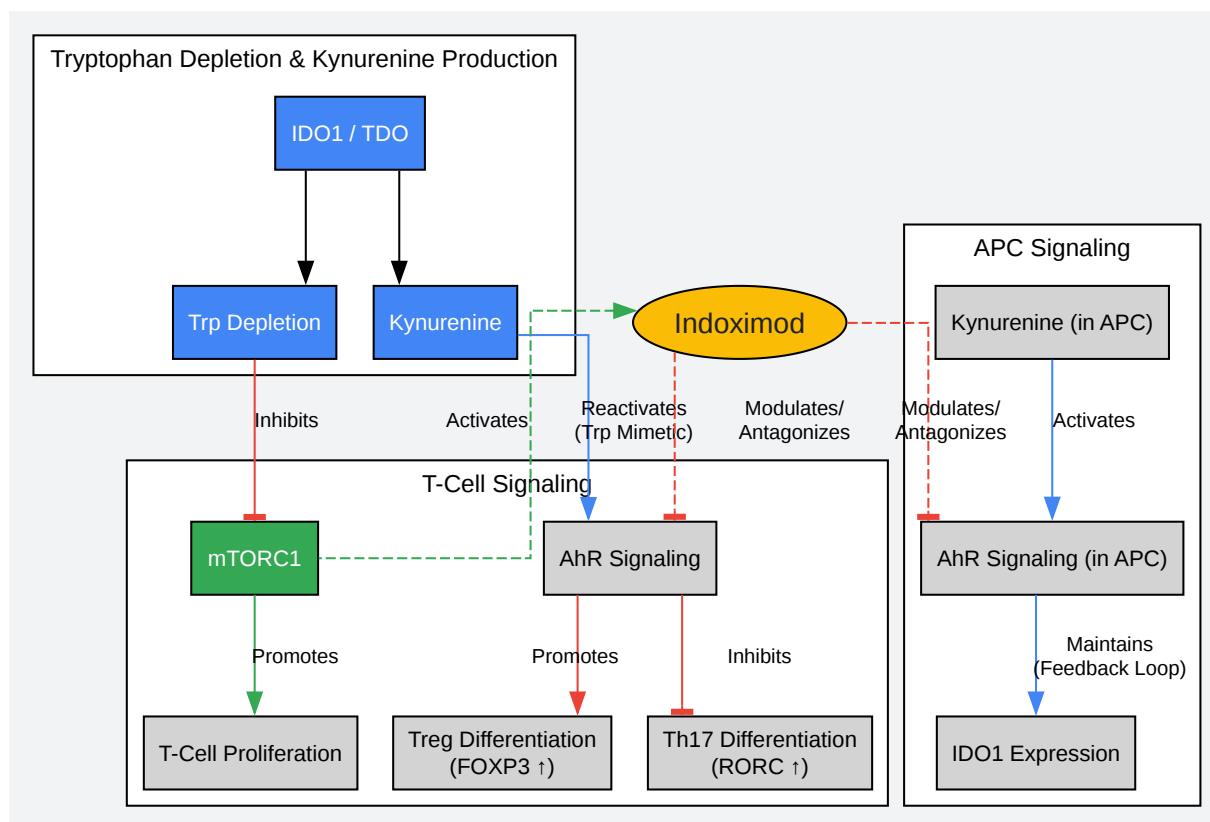 Tryptophan Depletion & Kynurenine Production
IDO1 / TDO
Trp Depletion
Kynurenine
Indoximod
APC Signaling
Kynurenine (in APC)
Inhibits
Activates
Reactivates
(Trp Mimetic)
Modulates/
Antagonizes
Modulates/
Antagonizes
Activates
T-Cell Signaling
mTORC1
AhR Signaling
AhR Signaling (in APC)
Promotes
Promotes
Inhibits
Maintains
(Feedback Loop)
T-Cell Proliferation
Treg Differentiation
(FOXP3 ↑)
Th17 Differentiation
(RORC ↑)
IDO1 Expression